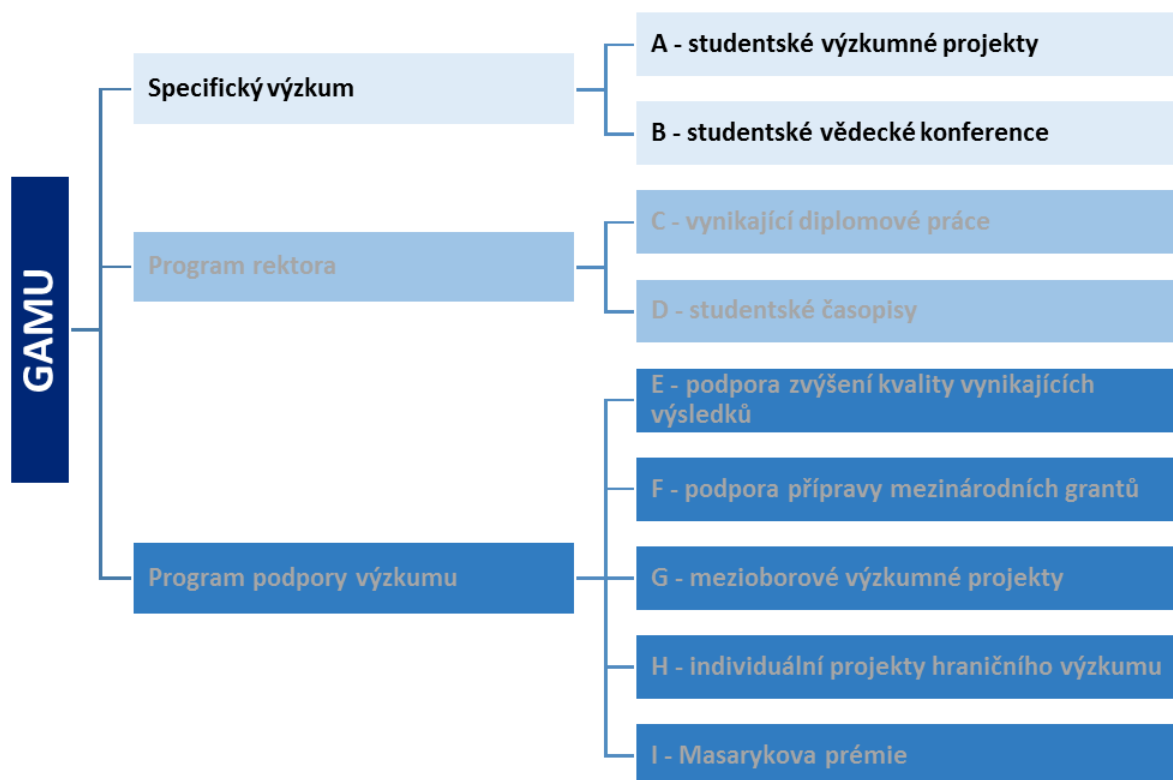 GAMU
Specifický výzkum
A - studentské výzkumné projekty
B - studentské vědecké konference
Program rektora
C - vynikající diplomové práce
D - studentské časopisy
Program podpory výzkumu
E - podpora zvýšení kvality vynikajících
výsledků
F - podpora přípravy mezinárodních grantů
G - mezioborové výzkumné projekty
H - individuální projekty hraničního výzkumu
I - Masarykova prémie